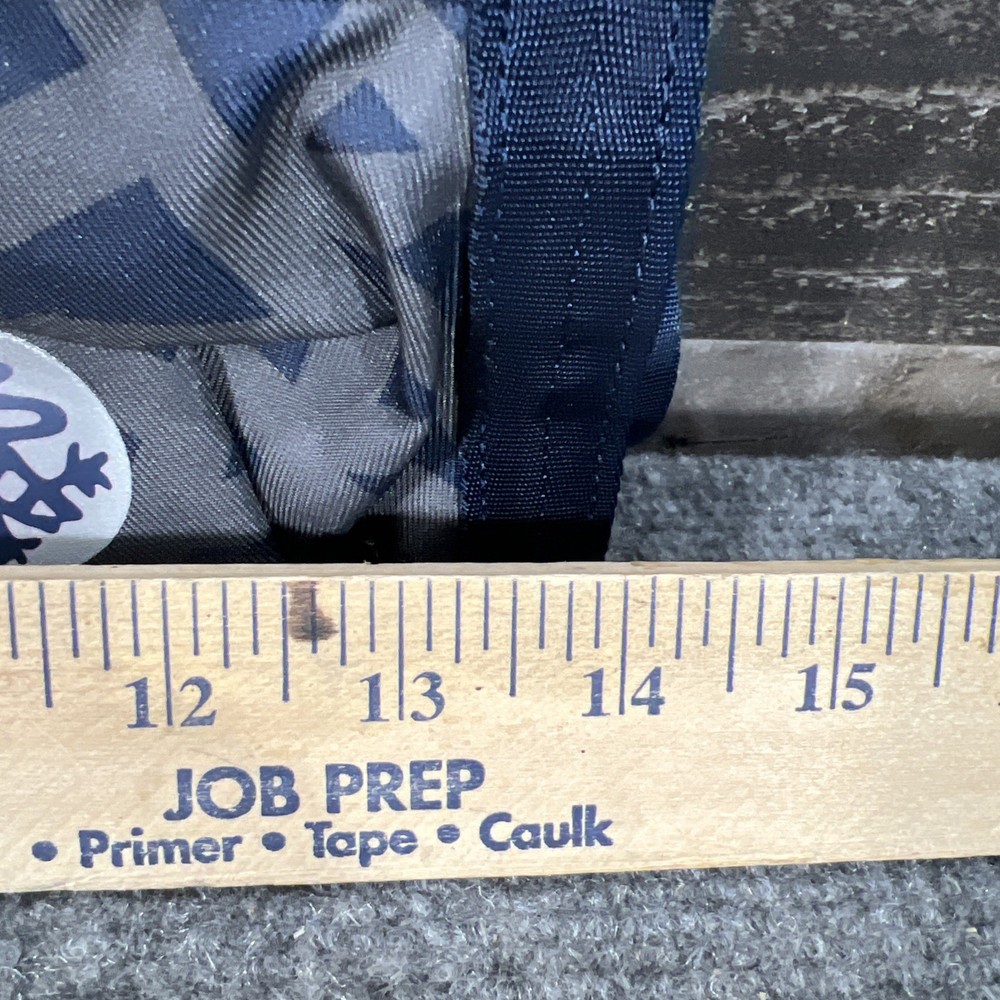 12 13 14 15
JOB PREP
• Primer • Tape • Caulk